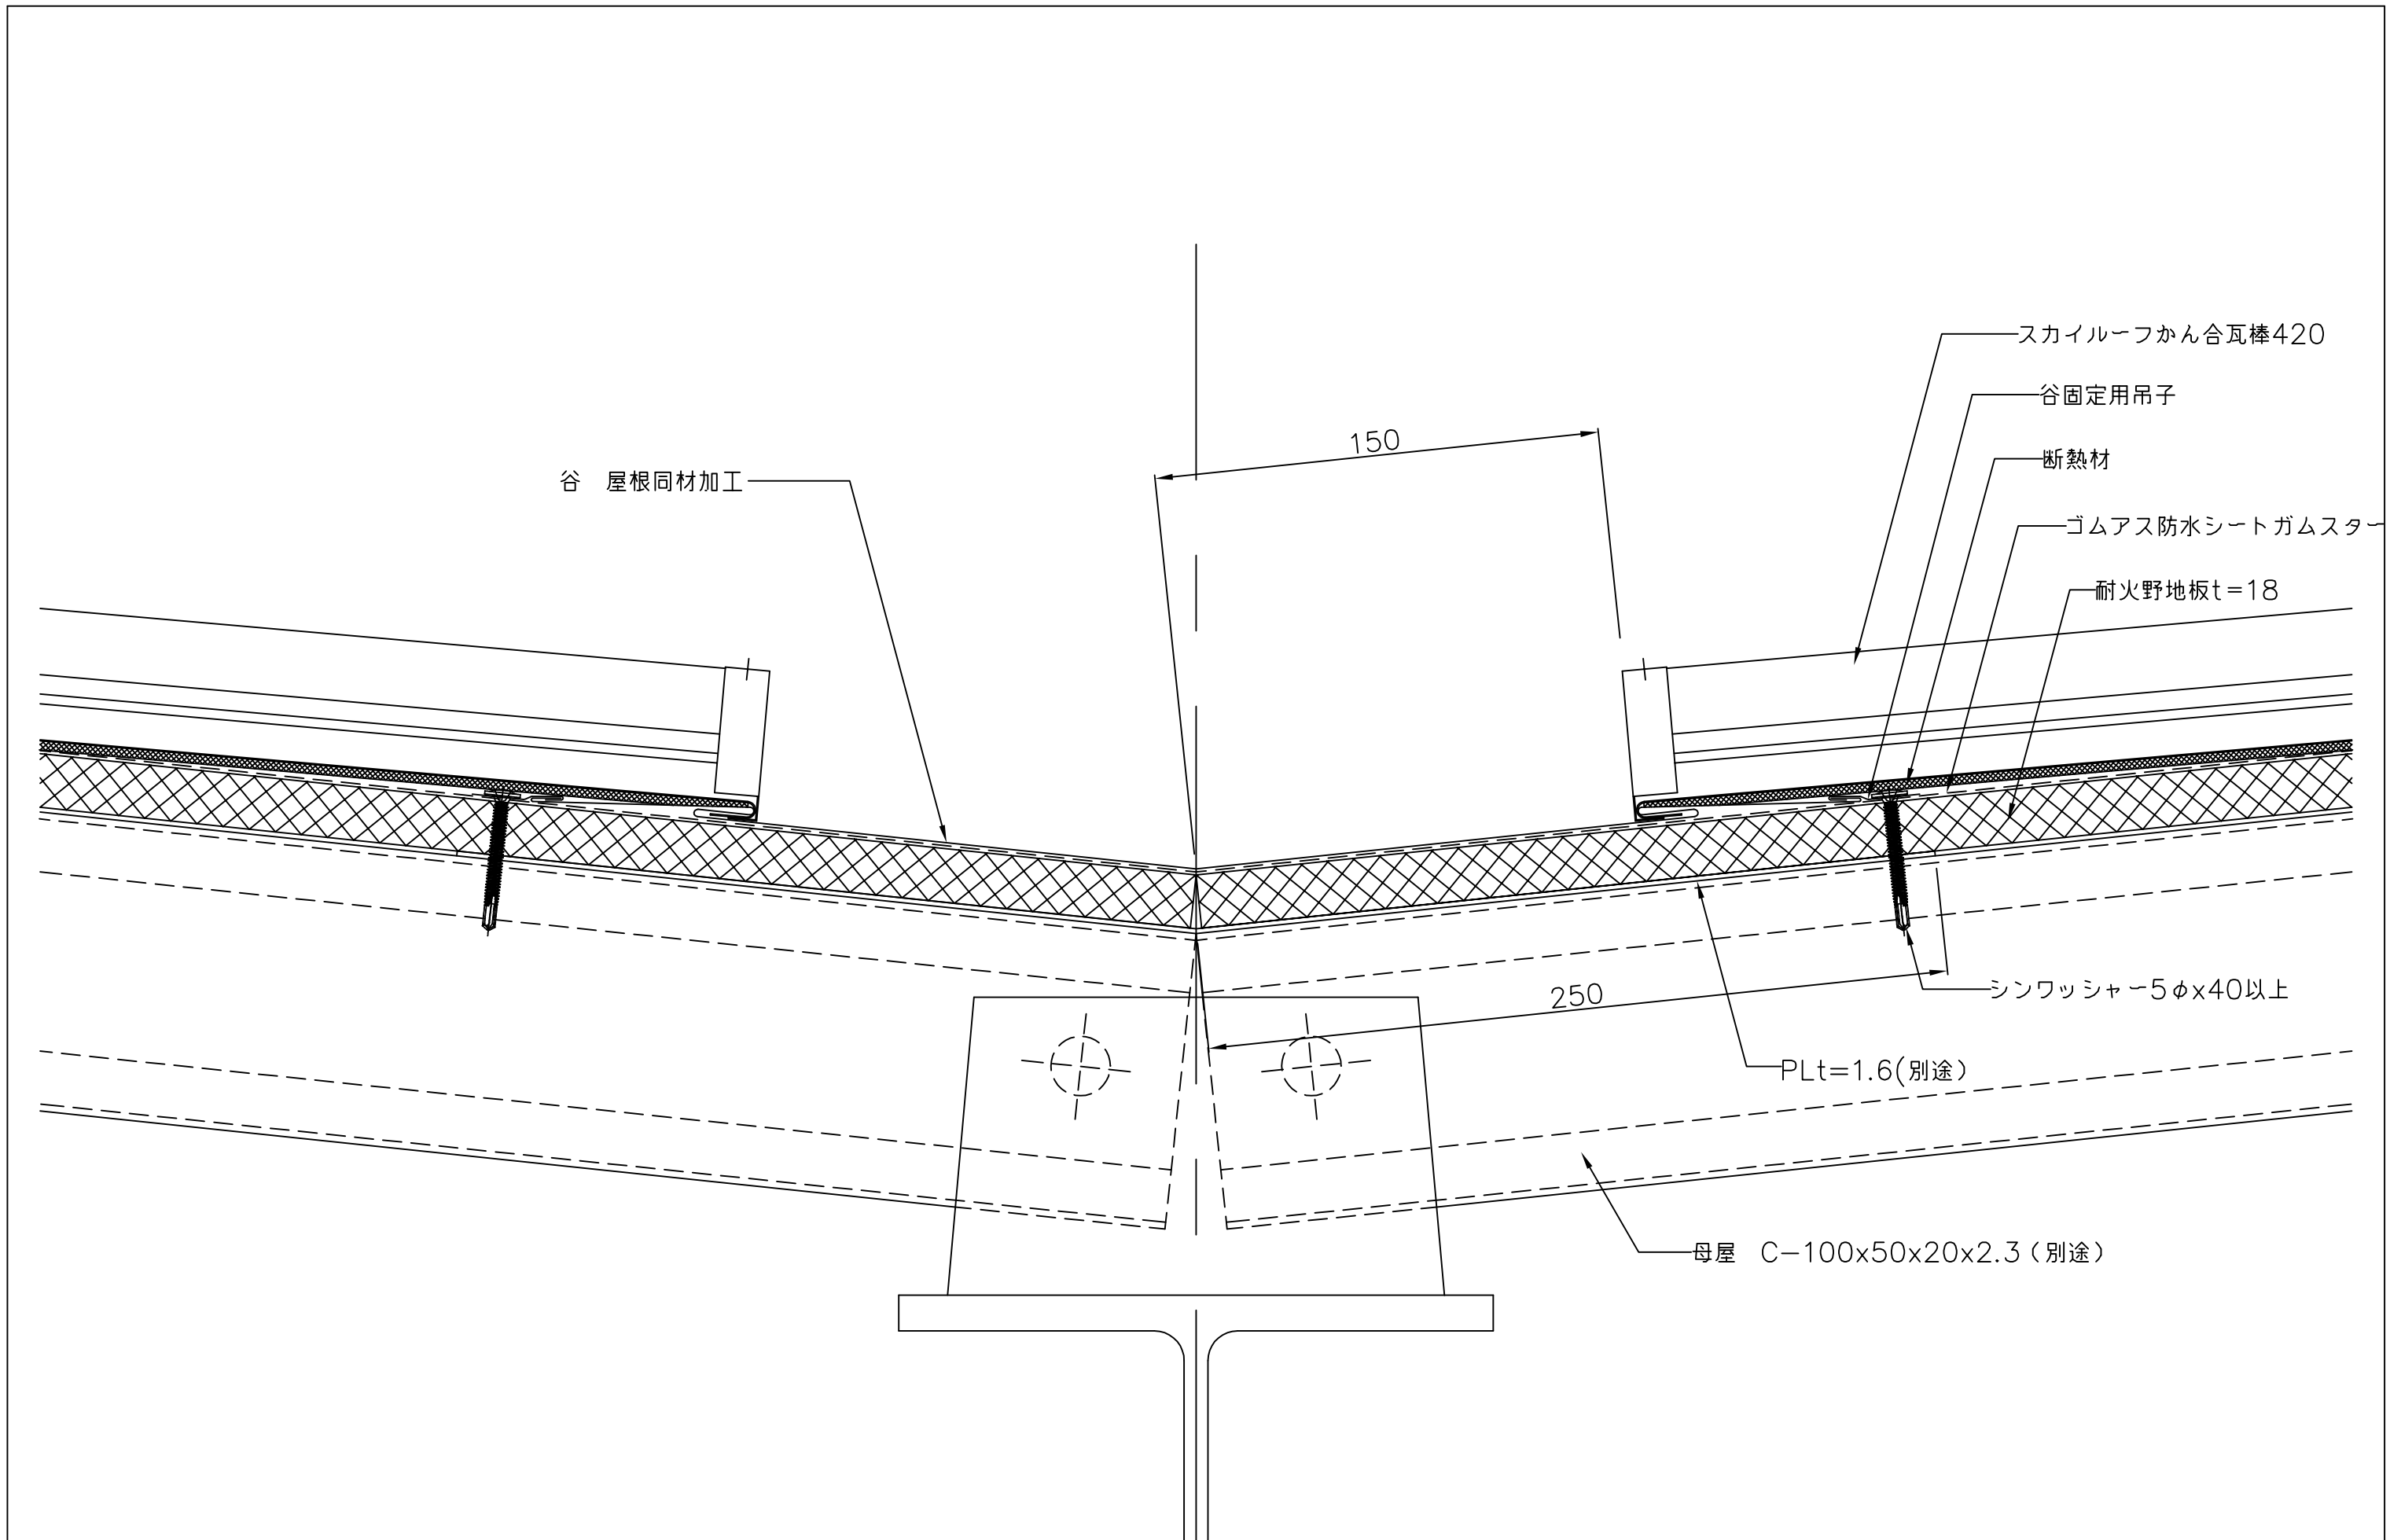 スカイルーフかん合瓦棒420
谷固定用吊子
150
断熱材
谷　屋根同材加工
ゴムアス防水シートガムスター
耐火野地板t=18
シンワッシャー5φx40以上
250
PLt=1.6(別途)
母屋　C-100x50x20x2.3(別途)